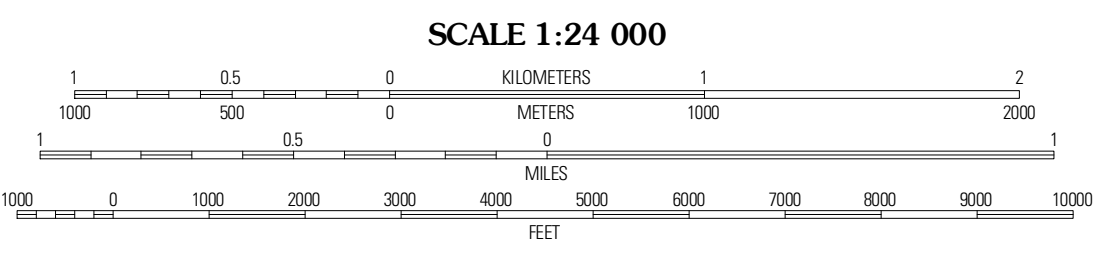 SCALE 1:24 000
1 0.5 0 KILOMETERS 1 2
1000 500 0 METERS 1000 2000
1 0.5 0 1
MILES
1000 0 1000 2000 3000 4000 5000 6000 7000 8000 9000 10000
FEET